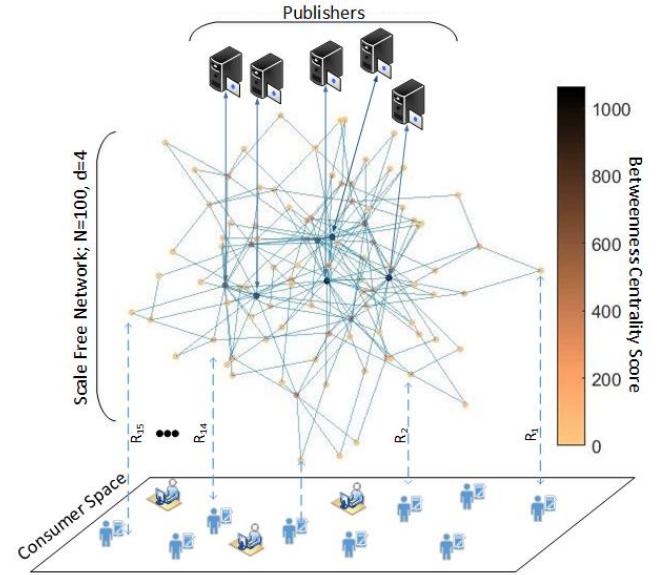 Publishers
Scale Free Network; N=100, d=4
1000
800
600
400
200
0
Betweenness Centrality Score
R15
R14
R2
R1
Consumer Space